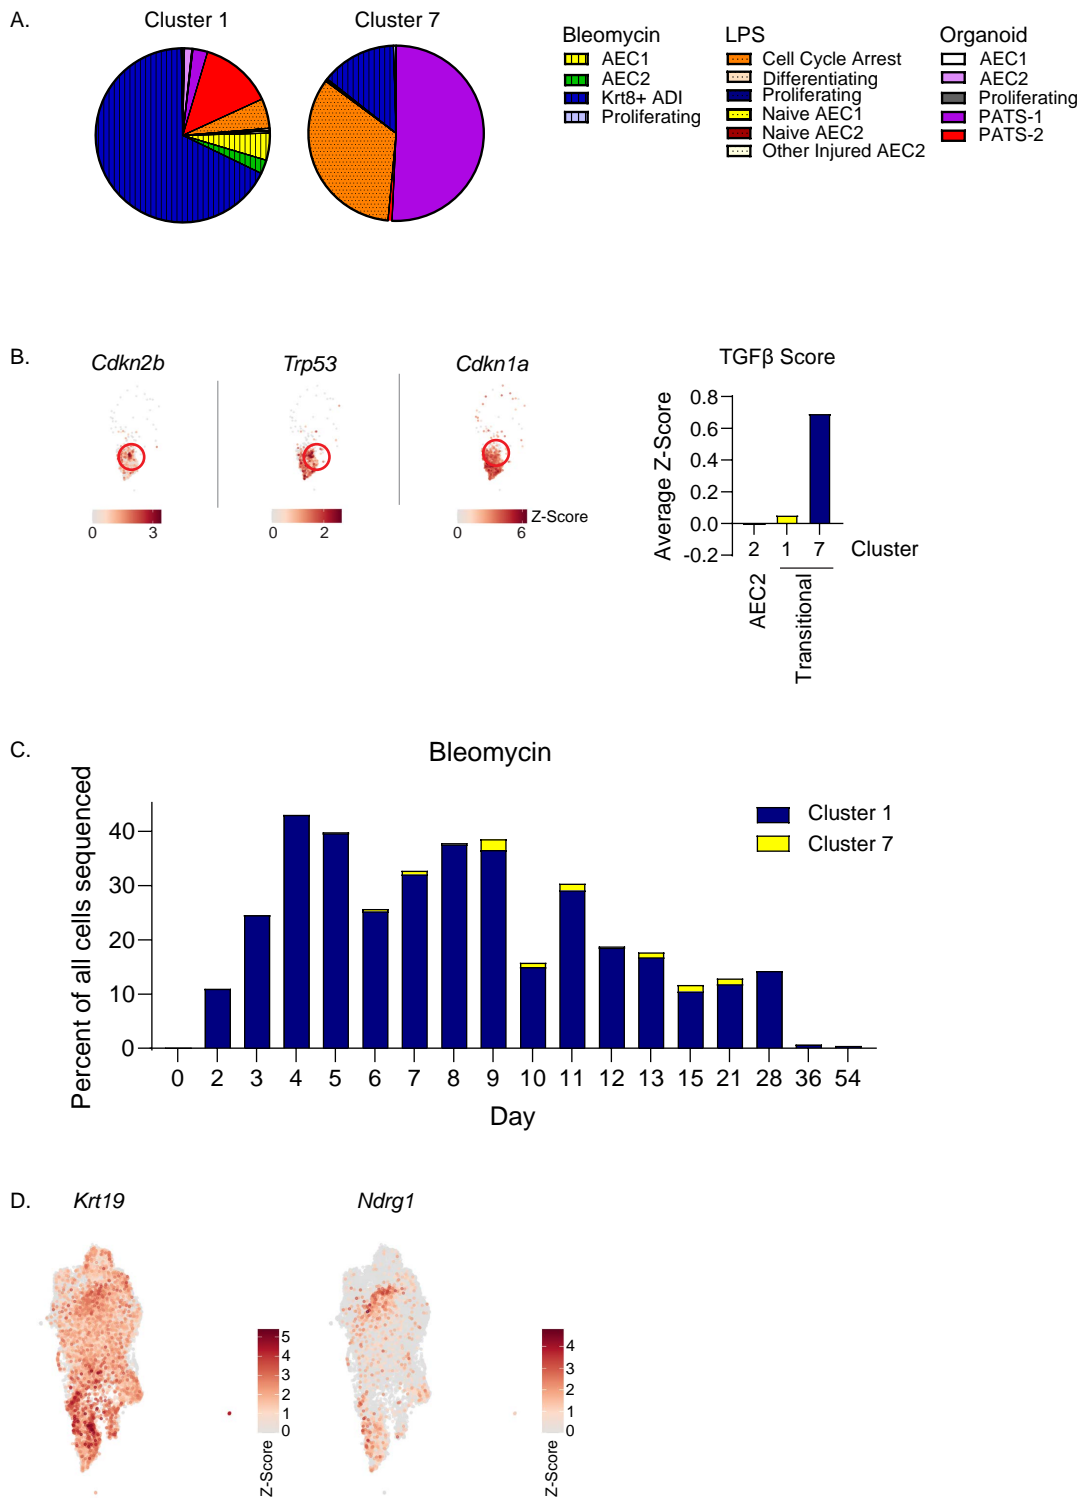 A.
Cluster 1
Cluster 7
Bleomycin
AEC1
AEC2
Krt8+ ADI
Proliferating
LPS
Cell Cycle Arrest
Differentiating
Proliferating
Naive AEC1
Naive AEC2
Other Injured AEC2
Organoid
AEC1
AEC2
Proliferating
PATS-1
PATS-2
B.
Cdkn2b
Trp53
Cdkn1a
0 3
0 2
0 6
Z-Score
TGFβ Score
Average Z-Score
0.8
0.6
0.4
0.2
0.0
-0.2
2 1 7 Cluster
AEC2
Transitional
C.
Bleomycin
Percent of all cells sequenced
40
30
20
10
0
Cluster 1
Cluster 7
0 2 3 4 5 6 7 8 9 10 11 12 13 15 21 28 36 54
Day
D.
Krt19
Ndrg1
5
4
3
2
1
0
Z-Score
4
3
2
1
0
Z-Score